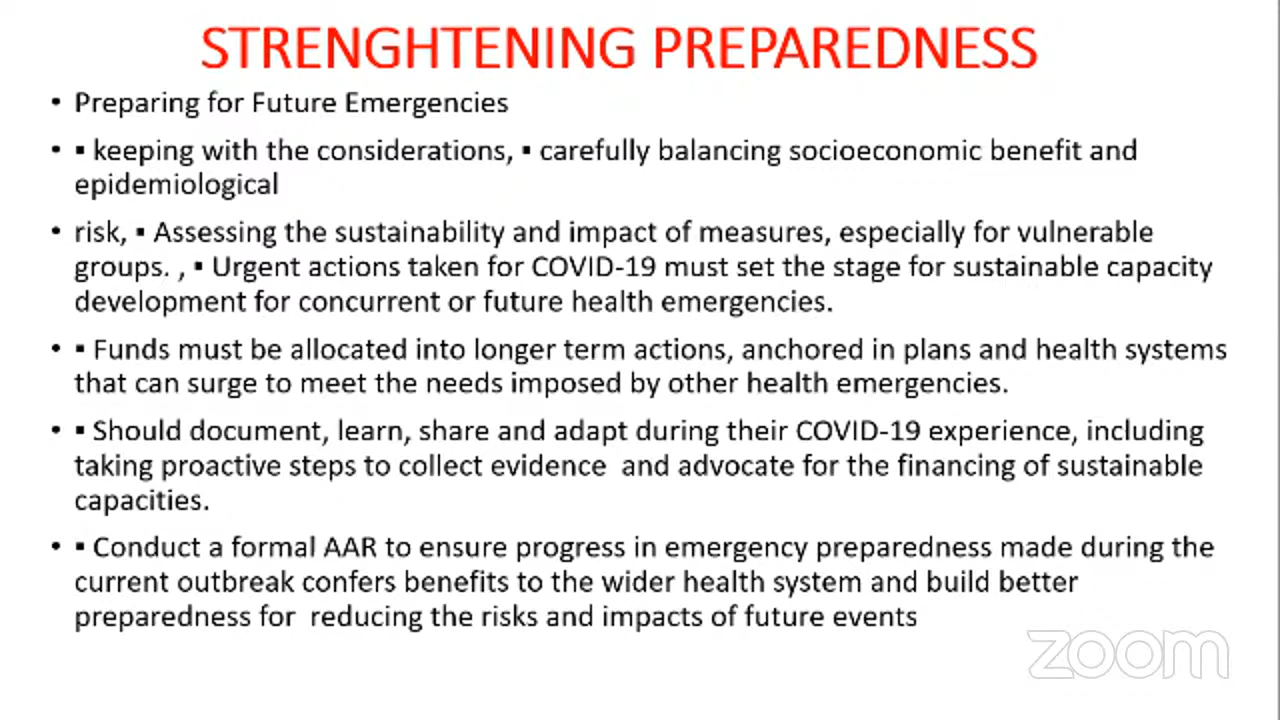 STRENGHTENING PREPAREDNESS
• Preparing for Future Emergencies
• ▪ keeping with the considerations, ▪ carefully balancing socioeconomic benefit and
epidemiological
• risk, ▪ Assessing the sustainability and impact of measures, especially for vulnerable
groups. , ▪ Urgent actions taken for COVID-19 must set the stage for sustainable capacity
development for concurrent or future health emergencies.
• ▪ Funds must be allocated into longer term actions, anchored in plans and health systems
that can surge to meet the needs imposed by other health emergencies.
• ▪ Should document, learn, share and adapt during their COVID-19 experience, including
taking proactive steps to collect evidence  and advocate for the financing of sustainable
capacities.
• ▪ Conduct a formal AAR to ensure progress in emergency preparedness made during the
current outbreak confers benefits to the wider health system and build better
preparedness for  reducing the risks and impacts of future events
zoom